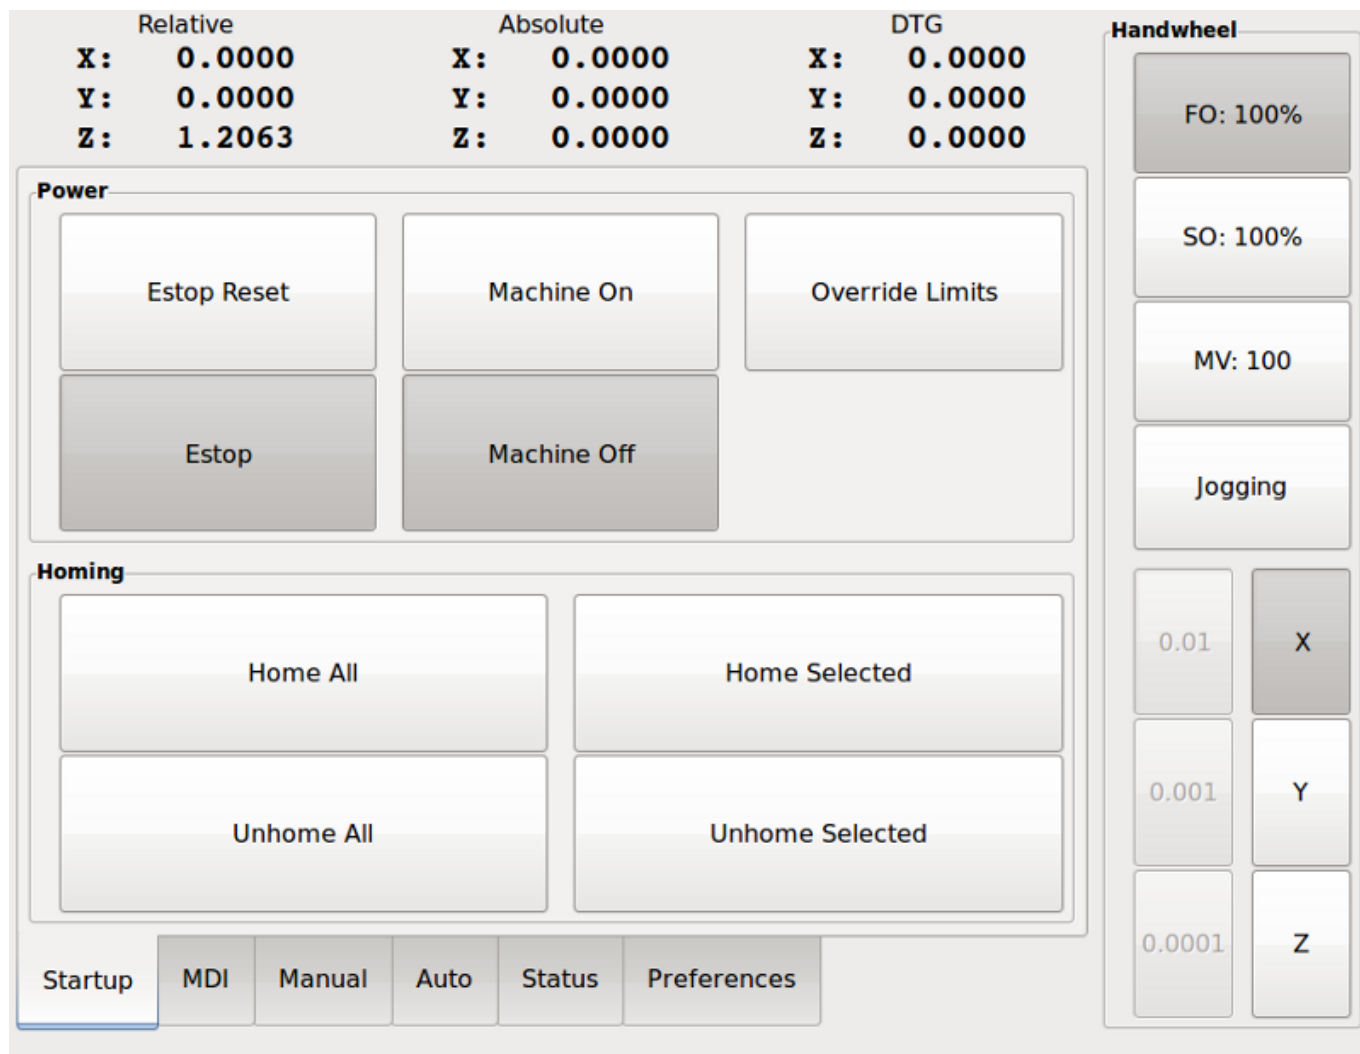 Relative Absolute DTG
X: 0.0000 X: 0.0000 X: 0.0000
Y: 0.0000 Y: 0.0000 Y: 0.0000
Z: 1.2063 Z: 0.0000 Z: 0.0000
Power
Estop Reset Machine On Override Limits
Estop Machine Off
Homing
Home All Home Selected
Unhome All Unhome Selected
Startup MDI Manual Auto Status Preferences
Handwheel
FO: 100%
SO: 100%
MV: 100
Jogging
0.01 X
0.001 Y
0.0001 Z